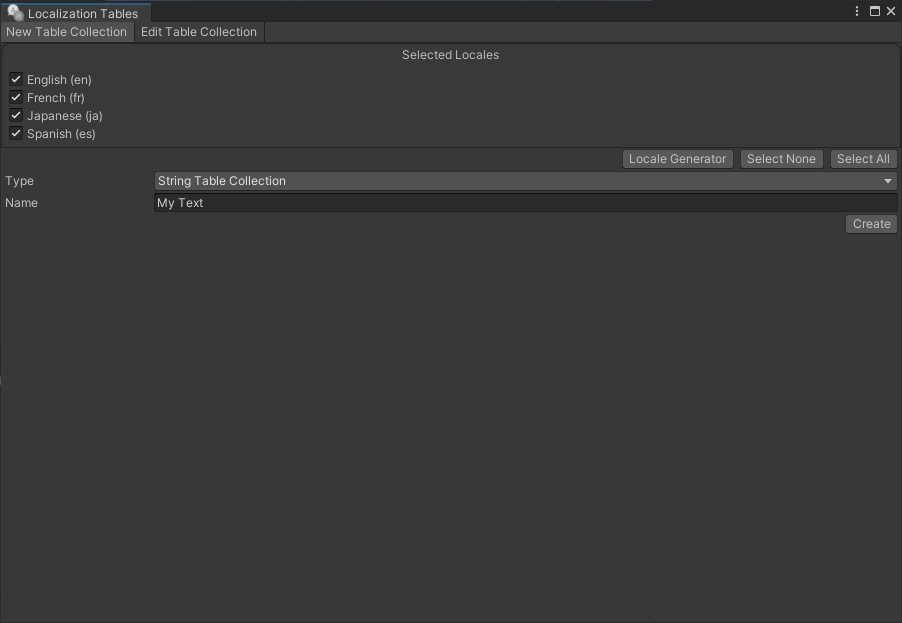 Localization Tables
New Table Collection Edit Table Collection
Selected Locales
English (en)
French (fr)
Japanese (ja)
Spanish (es)
Locale Generator Select None Select All
Type String Table Collection
Name My Text
Create